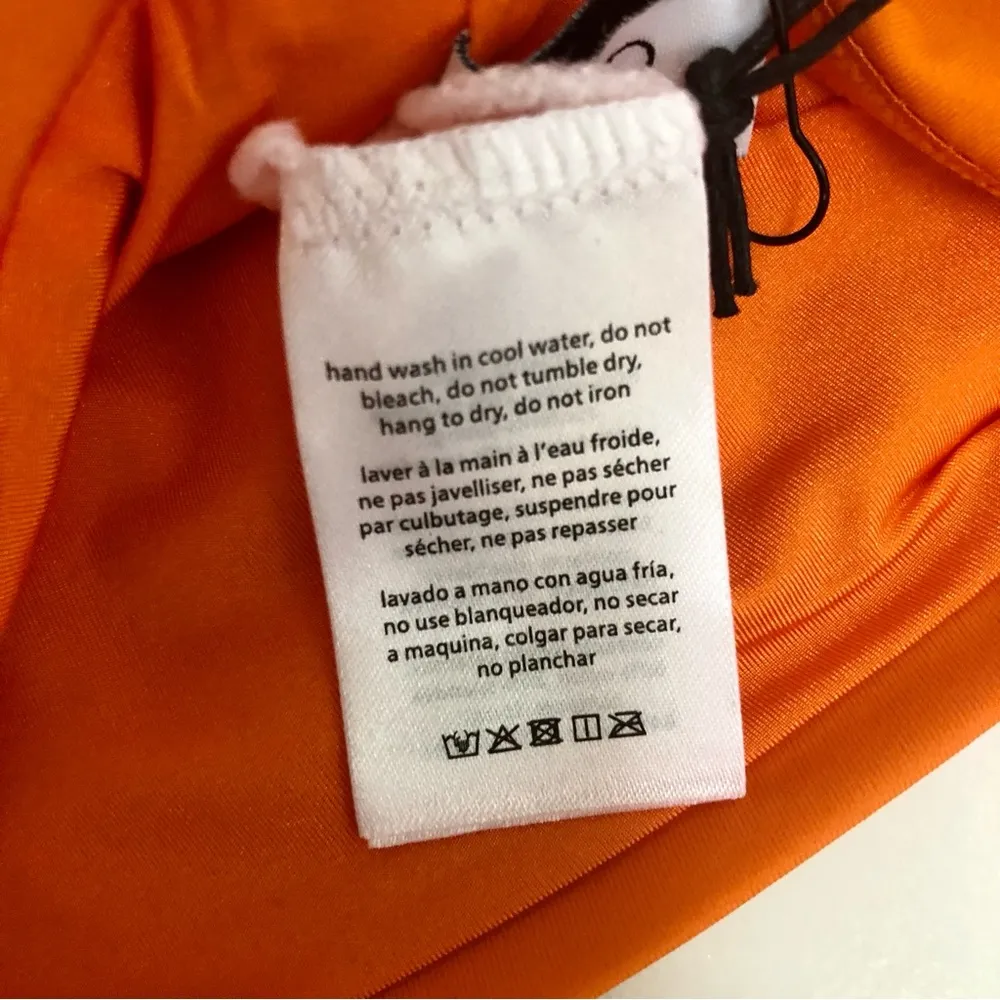 hand wash in cool water, do not
bleach, do not tumble dry,
hang to dry, do not iron
laver à la main à l'eau froide,
ne pas javelliser, ne pas sécher
par culbutage, suspendre pour
sécher, ne pas repasser
lavado a mano con agua fría,
no use blanqueador, no secar
a maquina, colgar para secar,
no planchar